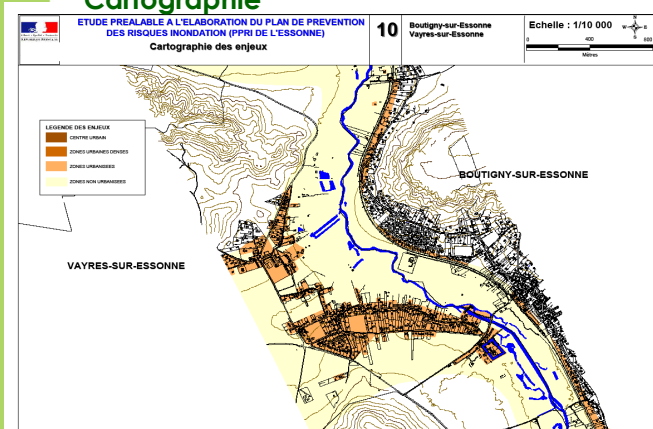 Cartographie
ETUDE PREALABLE A L'ELABORATION DU PLAN DE PREVENTION
DES RISQUES INONDATION (PPRI DE L'ESSONNE)
Cartographie des enjeux
10
Boutigny-sur-Essonne
Vayres-sur-Essonne
Echelle : 1/10 000
N
W E
S
0 400 800
Mètres
LEGENDE DES ENJEUX
CENTRE URBAIN
ZONES URBAINES DENSES
ZONES URBANISEES
ZONES NON URBANISEES
BOUTIGNY-SUR-ESSONNE
VAYRES-SUR-ESSONNE